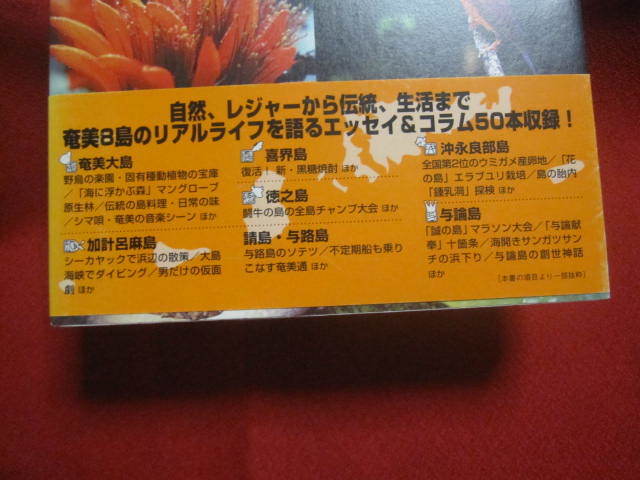 自然、レジャーから伝統、生活まで
奄美8島のリアルライフを語るエッセイ&コラム50本収録!
奄美大島
野鳥の楽園・固有種動植物の宝庫
/「海に浮かぶ森」マングローブ
原生林/伝統の島料理・日常の味
/シマ唄・奄美の音楽シーン ほか
加計呂麻島
シーカヤックで浜辺の散策/大島
海峡でダイビング/男だけの仮面
劇 ほか
喜界島
復活! 新・黒糖焼酎 ほか
徳之島
闘牛の島の全島チャンプ大会 ほか
請島・与路島
与路島のソテツ/不定期船も乗り
こなす奄美通 ほか
沖永良部島
全国第2位のウミガメ産卵地/「花
の島」エラブユリ栽培/島の胎内
「鍾乳洞」探検 ほか
与論島
「誠の島」マラソン大会/「与論献
奉」十箇条/海開きサンガツサン
チの浜下り/与論島の創世神話
ほか
〔本書の項目より一部抜粋〕